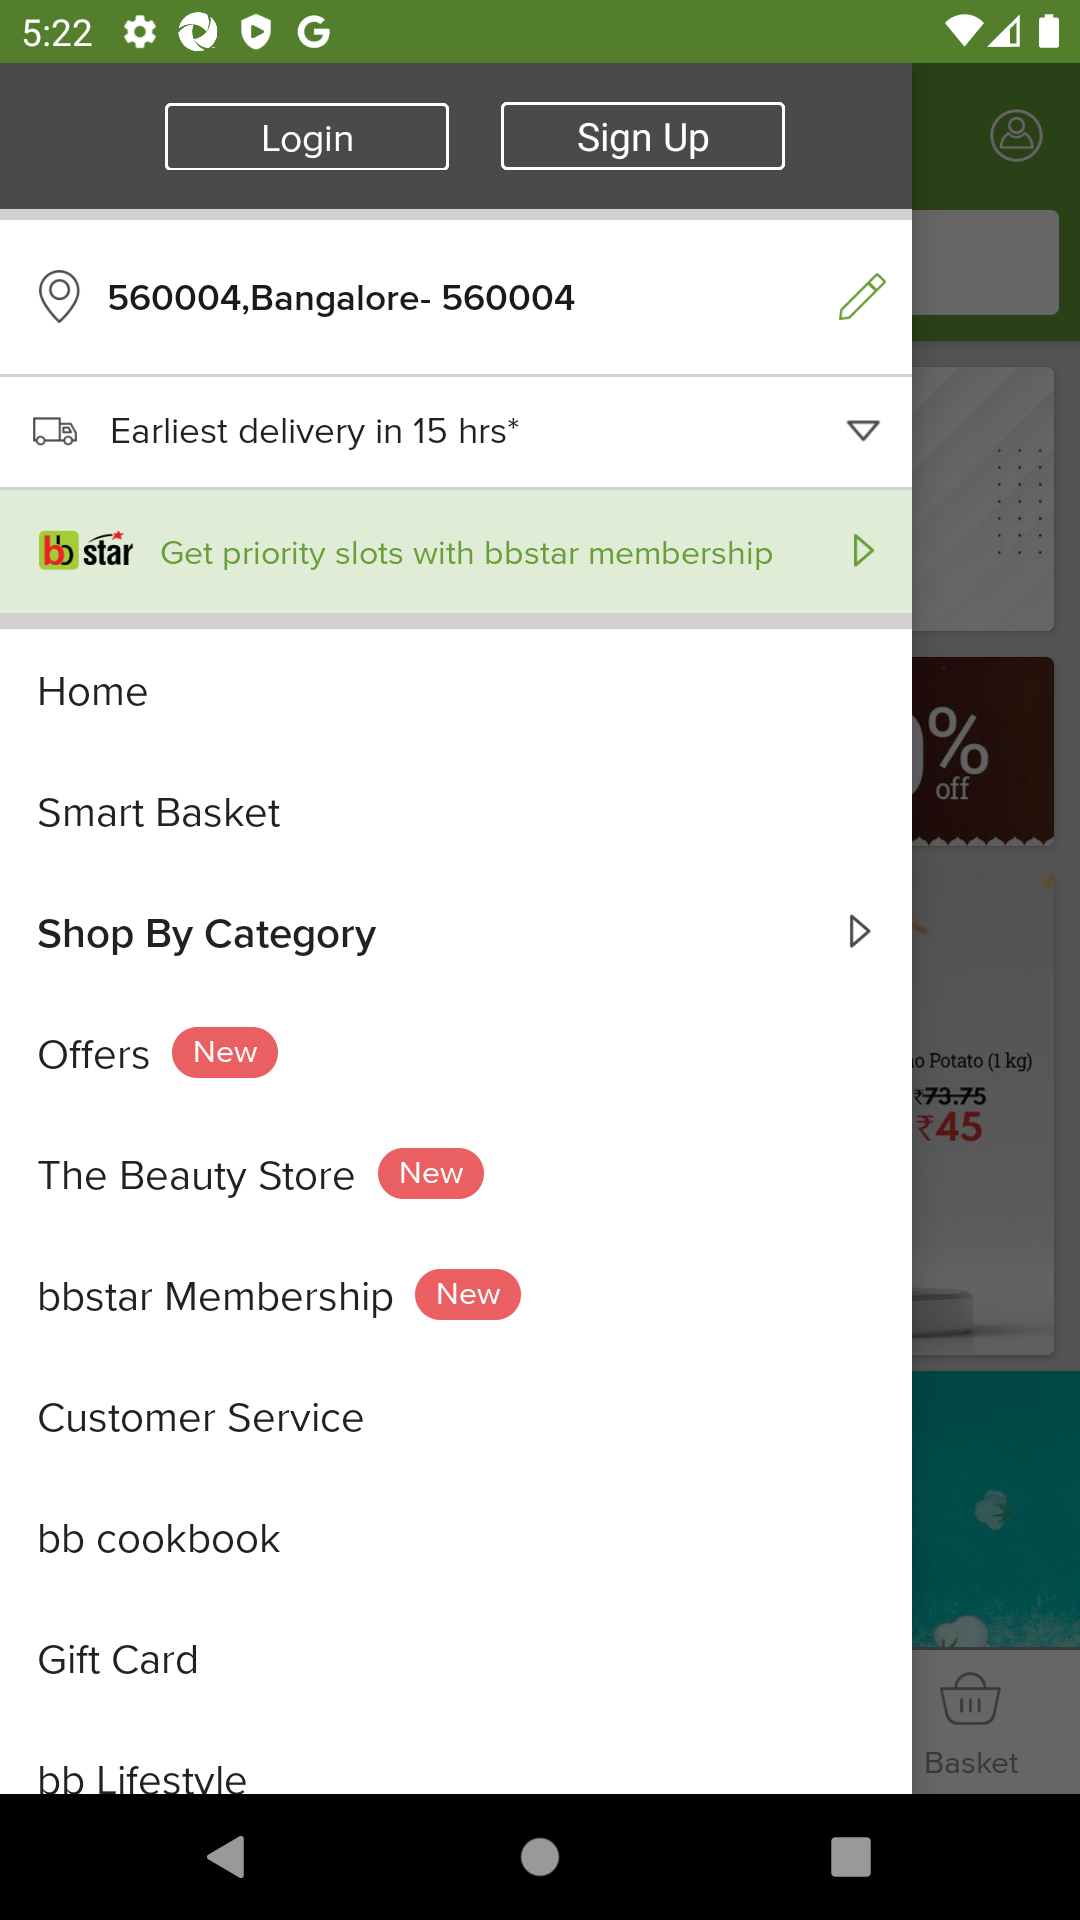 5:22
Login
Sign Up
560004,Bangalore- 560004
Earliest delivery in 15 hrs*
bb star
Get priority slots with bbstar membership
Home
%
off
Smart Basket
Shop By Category
Offers New
Potato (1 kg)
₹73.75
₹45
The Beauty Store New
bbstar Membership New
Customer Service
bb cookbook
Gift Card
bb Lifestyle
Basket